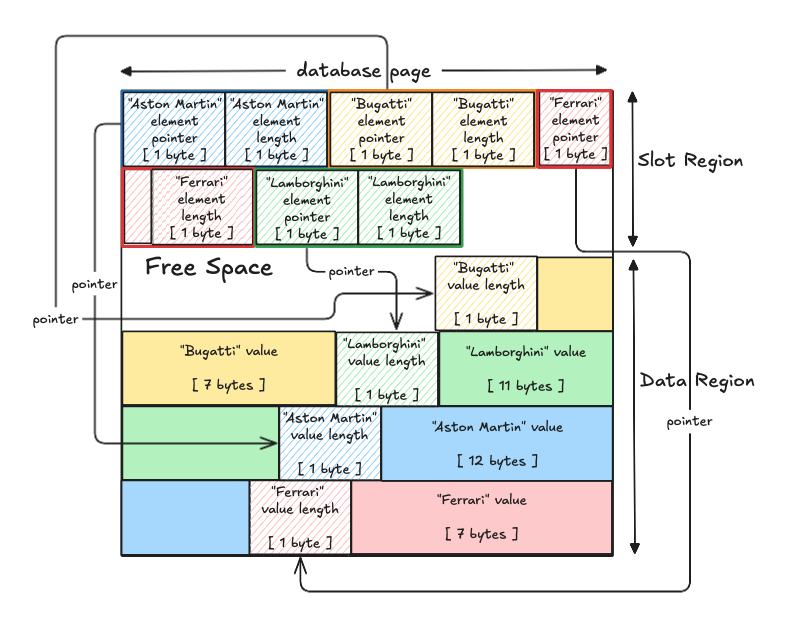 database page
"Aston Martin"
element
pointer
[ 1 byte ]
"Aston Martin"
element
length
[ 1 byte ]
"Bugatti"
element
pointer
[ 1 byte ]
"Bugatti"
element
length
[ 1 byte ]
"Ferrari"
element
pointer
[ 1 byte ]
Slot Region
"Ferrari"
element
length
[ 1 byte ]
"Lamborghini"
element
pointer
[ 1 byte ]
"Lamborghini"
element
length
[ 1 byte ]
Free Space
pointer
pointer
pointer
"Bugatti"
value length
[ 1 byte ]
"Bugatti" value
[ 7 bytes ]
"Lamborghini"
value length
[ 1 byte ]
"Lamborghini" value
[ 11 bytes ]
Data Region
pointer
"Aston Martin"
value length
[ 1 byte ]
"Aston Martin" value
[ 12 bytes ]
"Ferrari"
value length
[ 1 byte ]
"Ferrari" value
[ 7 bytes ]